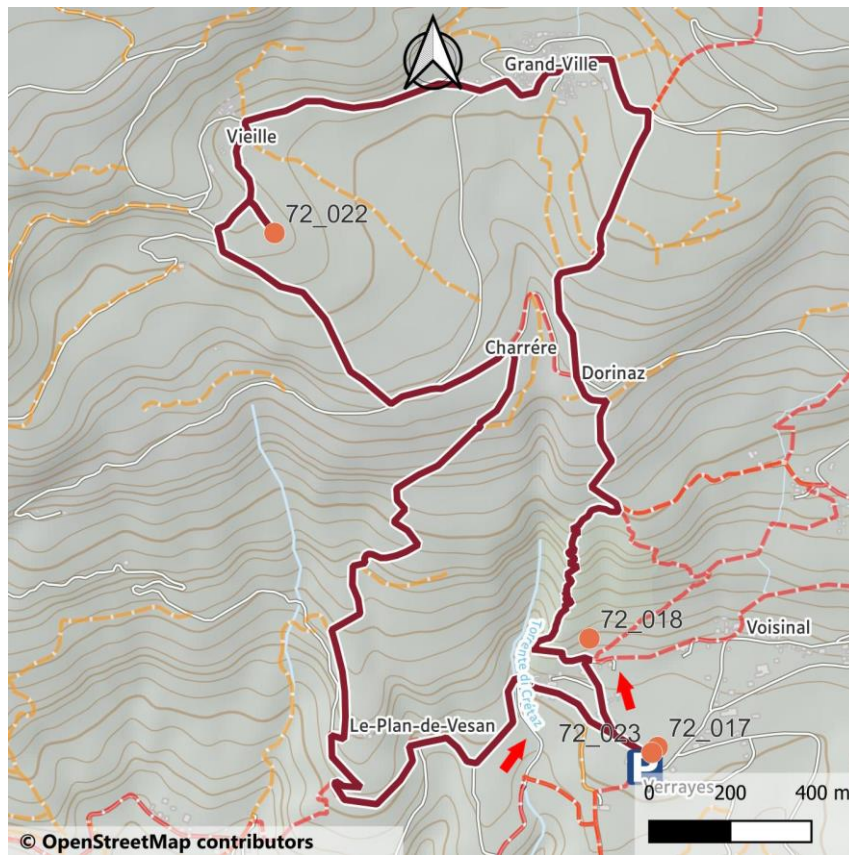 Grand-Ville
Vieille
72_022
Charrére
Dorinaz
72_018
Voisinal
Torrente di Crétaz
Le-Plan-de-Vesan
72_023
72_017
P
Verrayes
0 200 400 m
© OpenStreetMap contributors